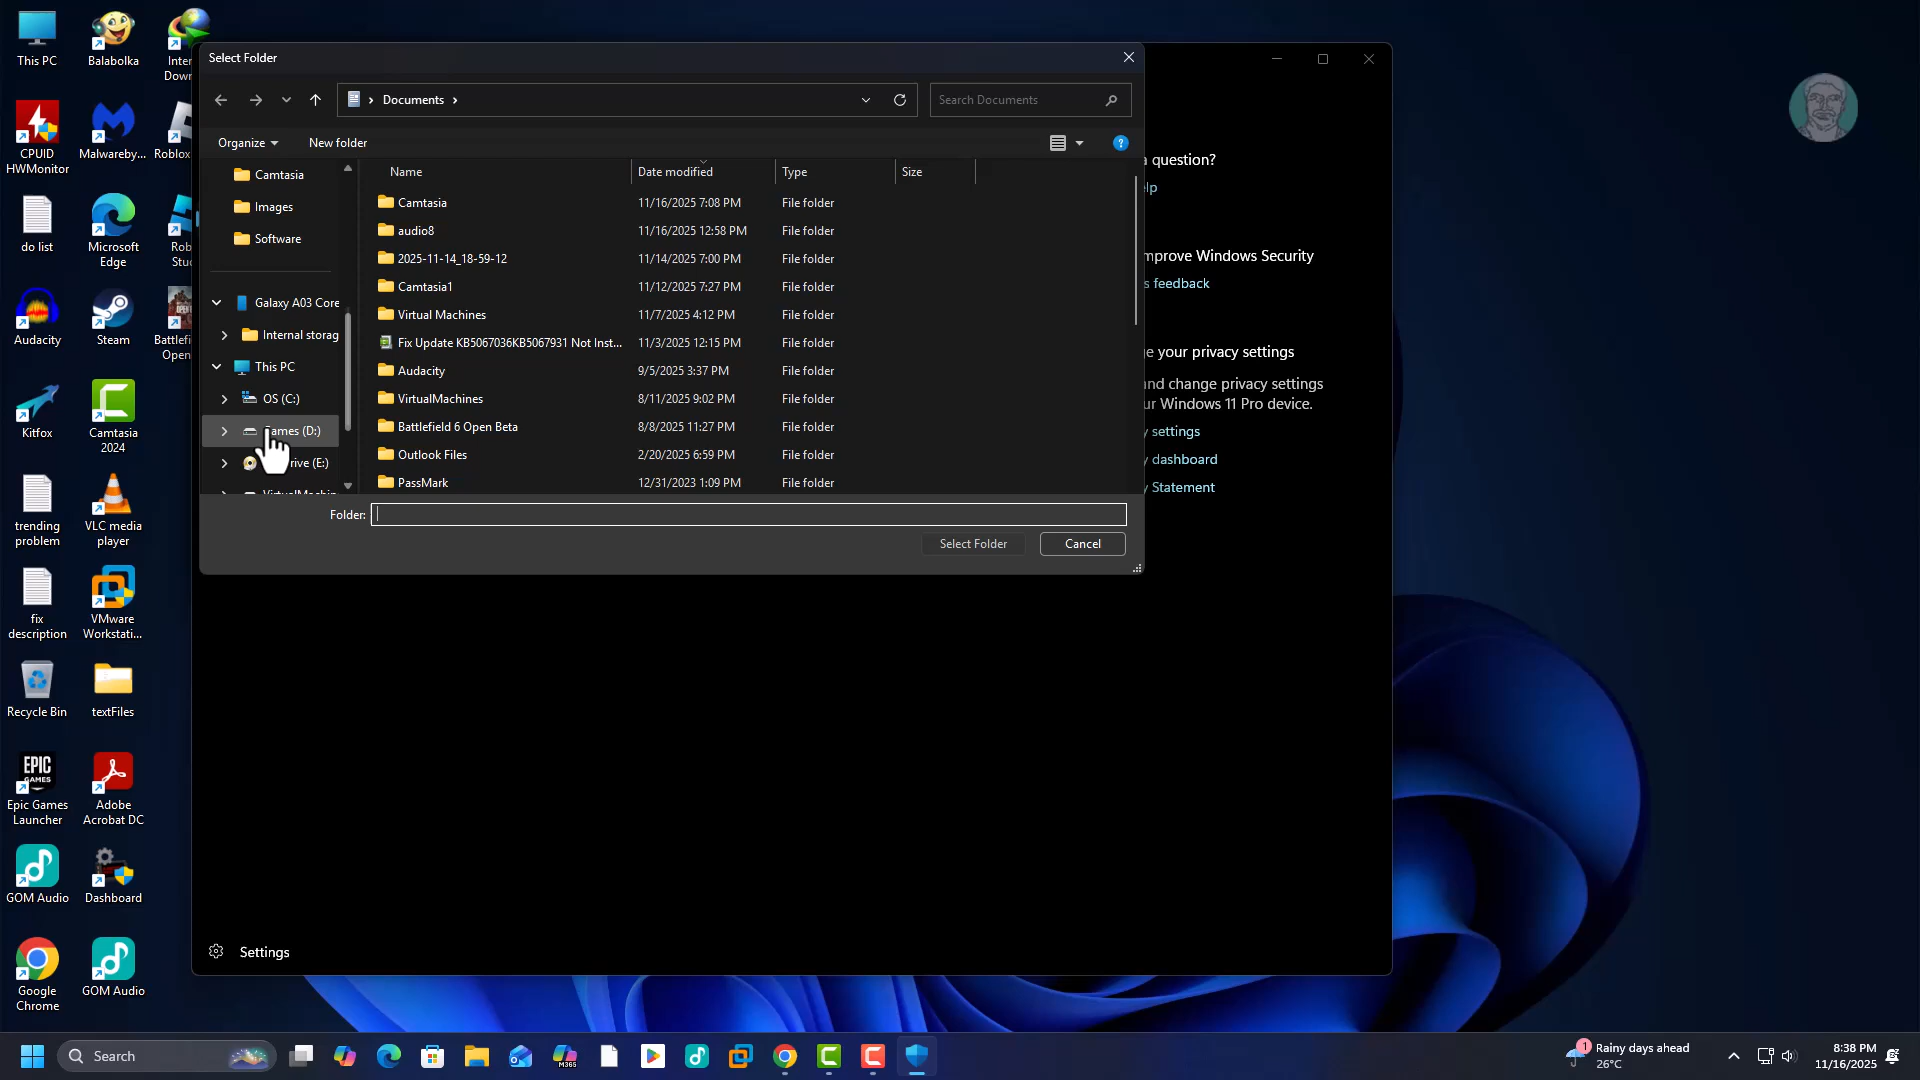 This PC
Balabolka
Inter
Down
CPUID
HWMonitor
Malwareby...
Roblox
do list
Microsoft
Edge
Rob
Stu
Audacity
Steam
Battlefi
Open
Kitfox
Camtasia
2024
trending
problem
VLC media
player
fix
description
VMware
Workstati...
Recycle Bin
textFiles
EPIC
GAMES
Epic Games
Launcher
Adobe
Acrobat DC
GOM Audio
Dashboard
Google
Chrome
GOM Audio
Select Folder
Documents
Search Documents
Organize
New folder
Camtasia
Images
Software
Galaxy A03 Core
Internal storag
This PC
OS (C:)
Games (D:)
rive (E:)
Name Date modified Type Size
Camtasia 11/16/2025 7:08 PM File folder
audio8 11/16/2025 12:58 PM File folder
2025-11-14_18-59-12 11/14/2025 7:00 PM File folder
Camtasia1 11/12/2025 7:27 PM File folder
Virtual Machines 11/7/2025 4:12 PM File folder
Fix Update KB5067036KB5067931 Not Inst... 11/3/2025 12:15 PM File folder
Audacity 9/5/2025 3:37 PM File folder
VirtualMachines 8/11/2025 9:02 PM File folder
Battlefield 6 Open Beta 8/8/2025 11:27 PM File folder
Outlook Files 2/20/2025 6:59 PM File folder
PassMark 12/31/2023 1:09 PM File folder
Folder:
Select Folder
Cancel
a question?
lp
mprove Windows Security
s feedback
e your privacy settings
and change privacy settings
ur Windows 11 Pro device.
y settings
y dashboard
y Statement
Settings
Search
M365
1
Rainy days ahead
26°C
8:38 PM
11/16/2025